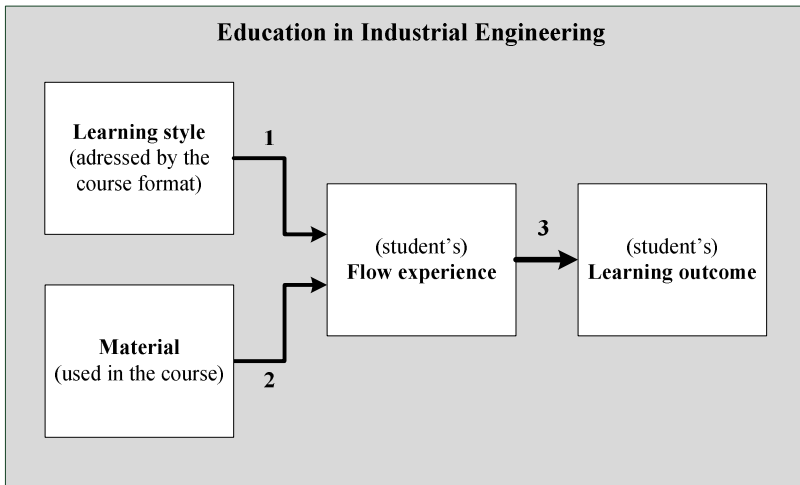 Education in Industrial Engineering
Learning style
(adressed by the
course format)
1
Material
(used in the course)
2
(student’s)
Flow experience
3
(student’s)
Learning outcome